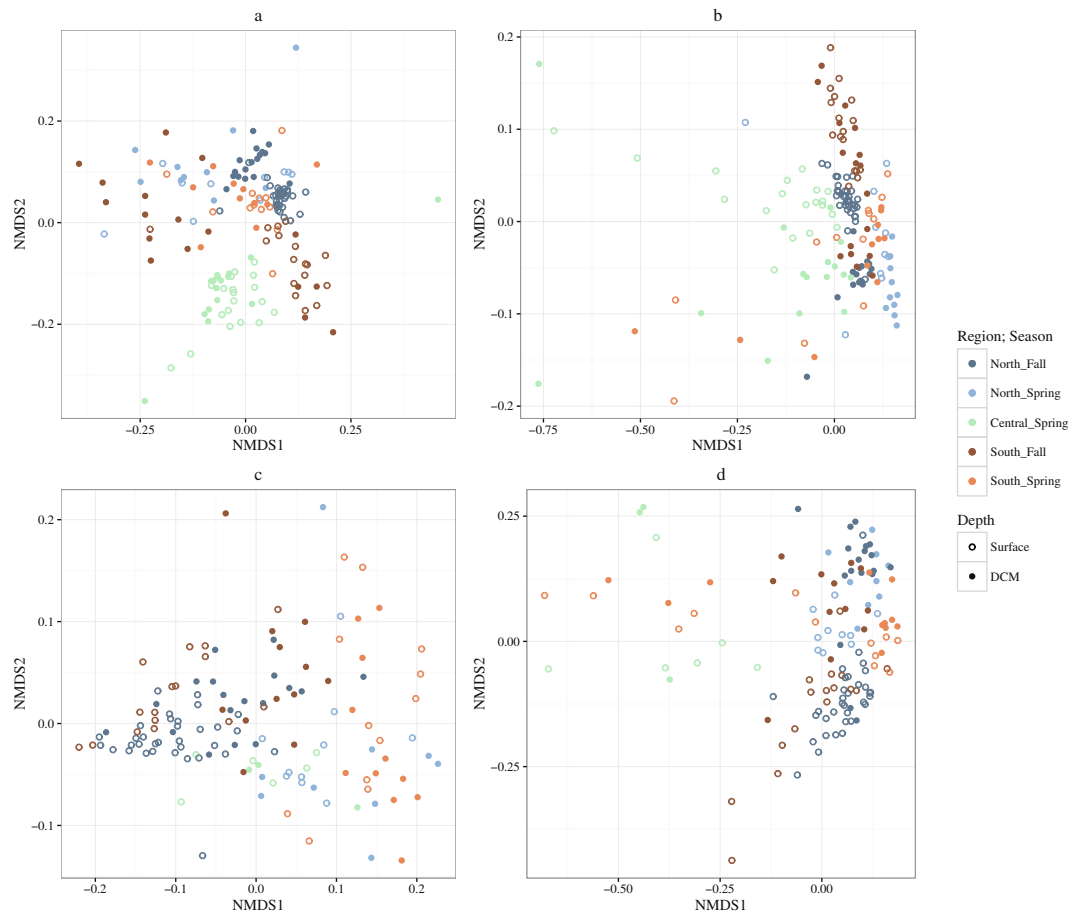 a
b
0.2
0.0
−0.2
NMDS2
−0.25
0.00
0.25
NMDS1
0.2
0.1
0.0
−0.1
−0.2
NMDS2
−0.75
−0.50
−0.25
0.00
NMDS1
c
d
0.2
0.1
0.0
−0.1
NMDS2
−0.2
−0.1
0.0
0.1
0.2
NMDS1
0.25
0.00
−0.25
NMDS2
−0.50
−0.25
0.00
NMDS1
Region; Season
North_Fall
North_Spring
Central_Spring
South_Fall
South_Spring
Depth
Surface
DCM